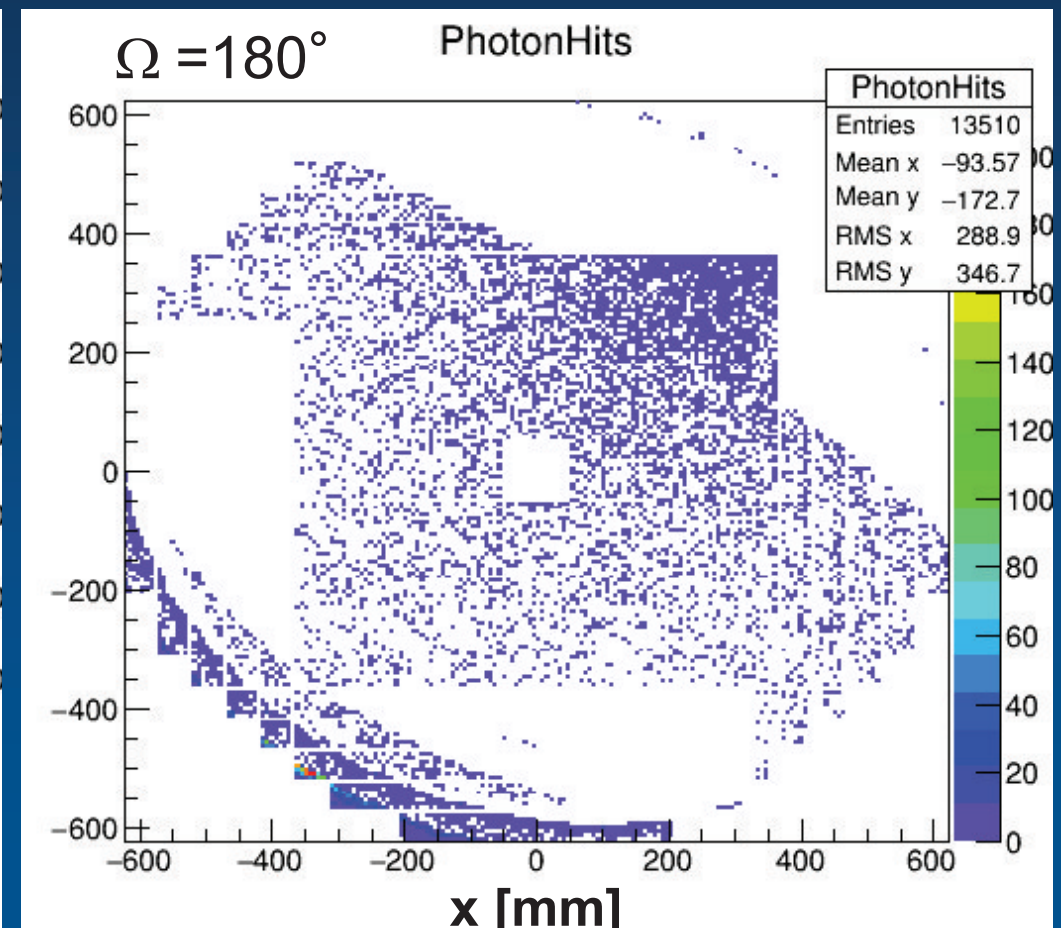 Ω =180°
PhotonHits
PhotonHits
Entries 13510
Mean x −93.57
Mean y −172.7
RMS x 288.9
RMS y 346.7
600
400
200
0
−200
−400
−600
−600 −400 −200 0 200 400 600
x [mm]
160
140
120
100
80
60
40
20
0